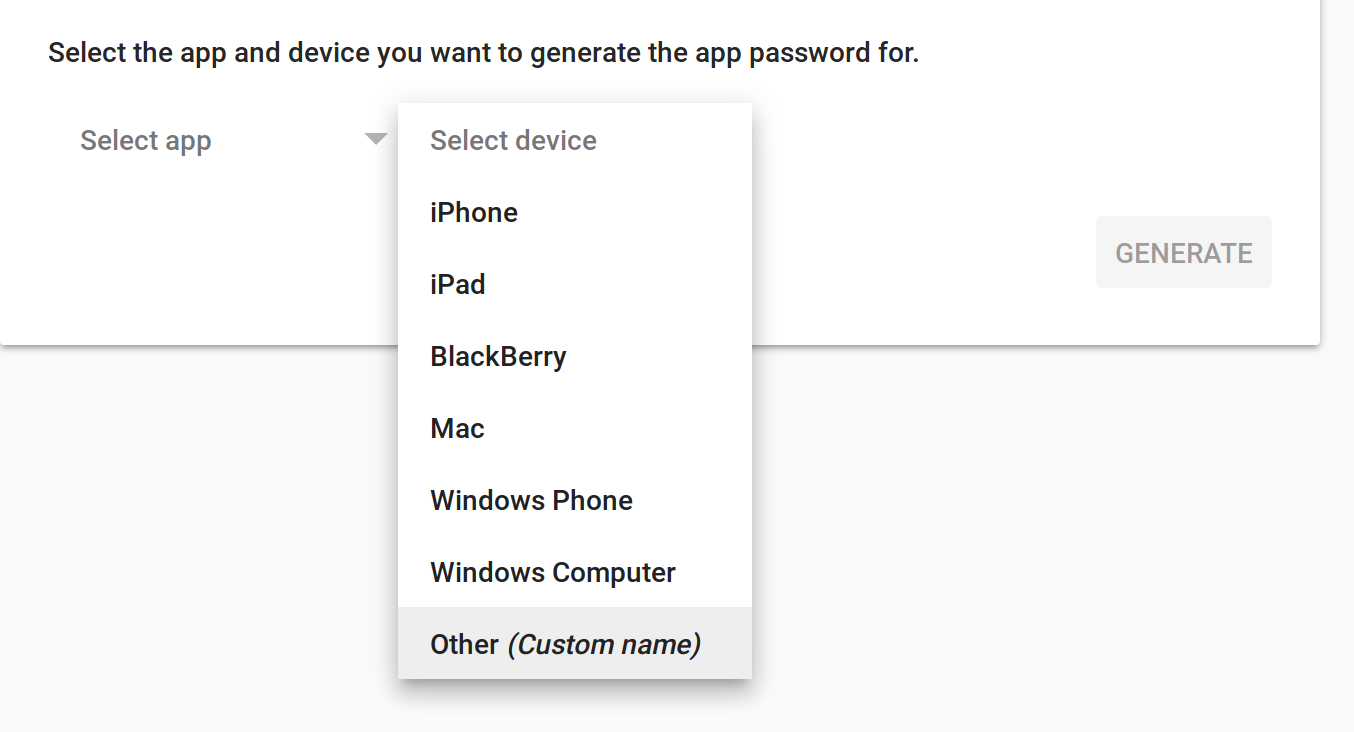 Select the app and device you want to generate the app password for.
Select app
Select device
iPhone
iPad
BlackBerry
Mac
Windows Phone
Windows Computer
Other (Custom name)
GENERATE